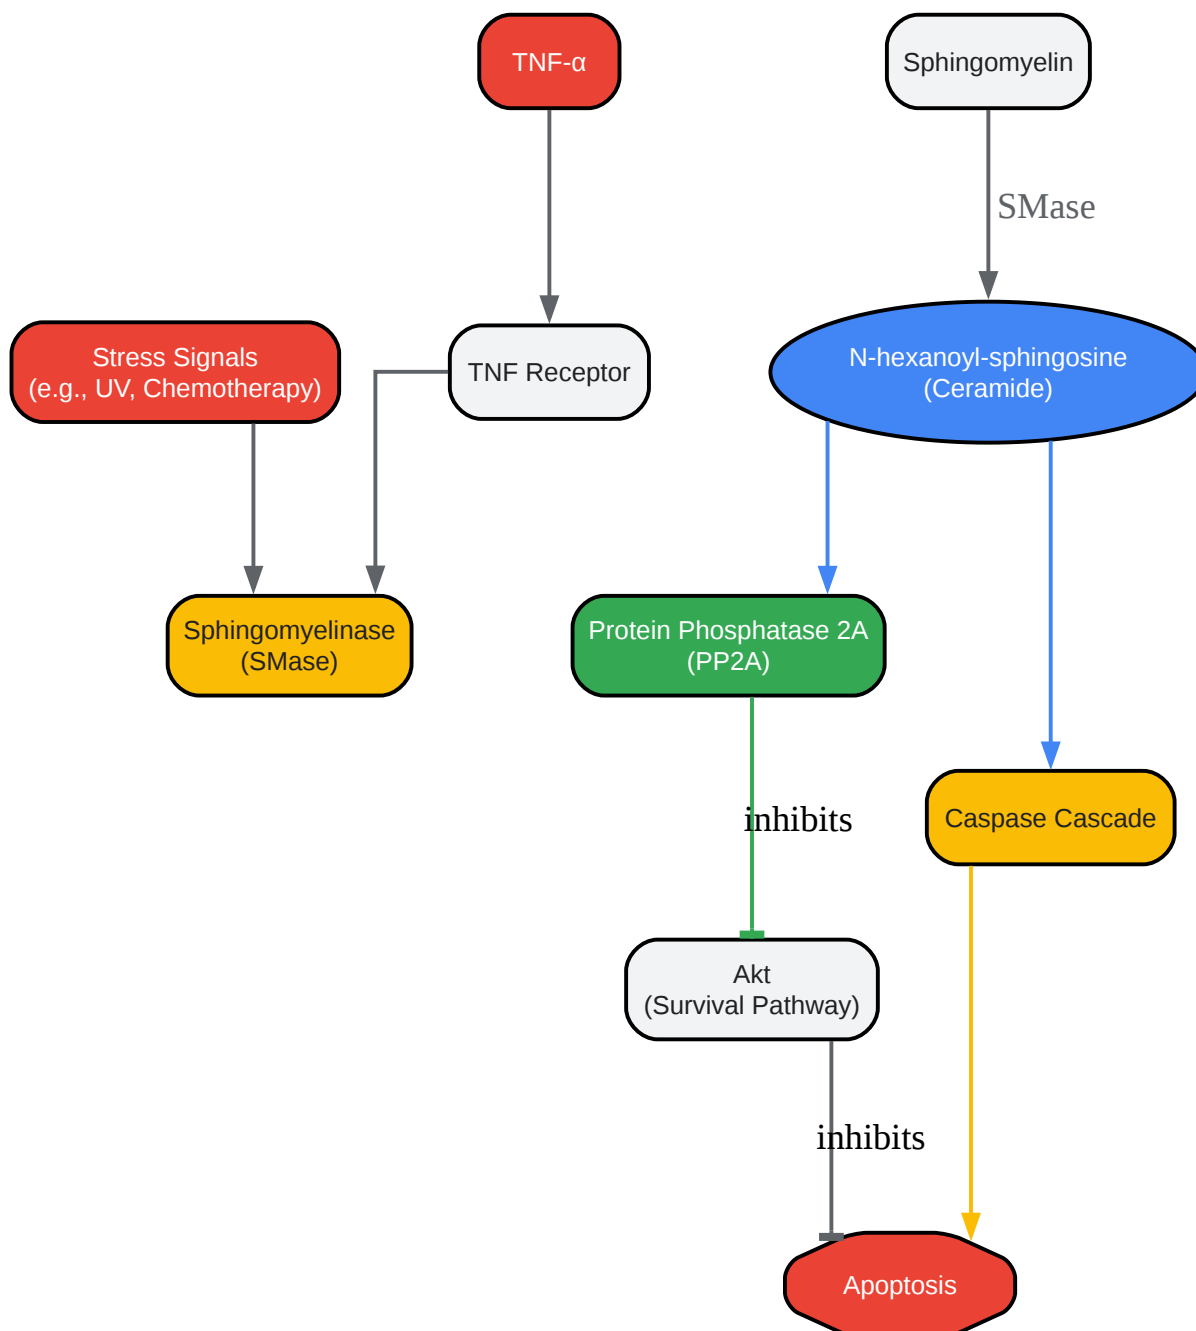 TNF-α
Sphingomyelin
SMase
Stress Signals
(e.g., UV, Chemotherapy)
TNF Receptor
N-hexanoyl-sphingosine
(Ceramide)
Sphingomyelinase
(SMase)
Protein Phosphatase 2A
(PP2A)
inhibits
Caspase Cascade
Akt
(Survival Pathway)
inhibits
Apoptosis